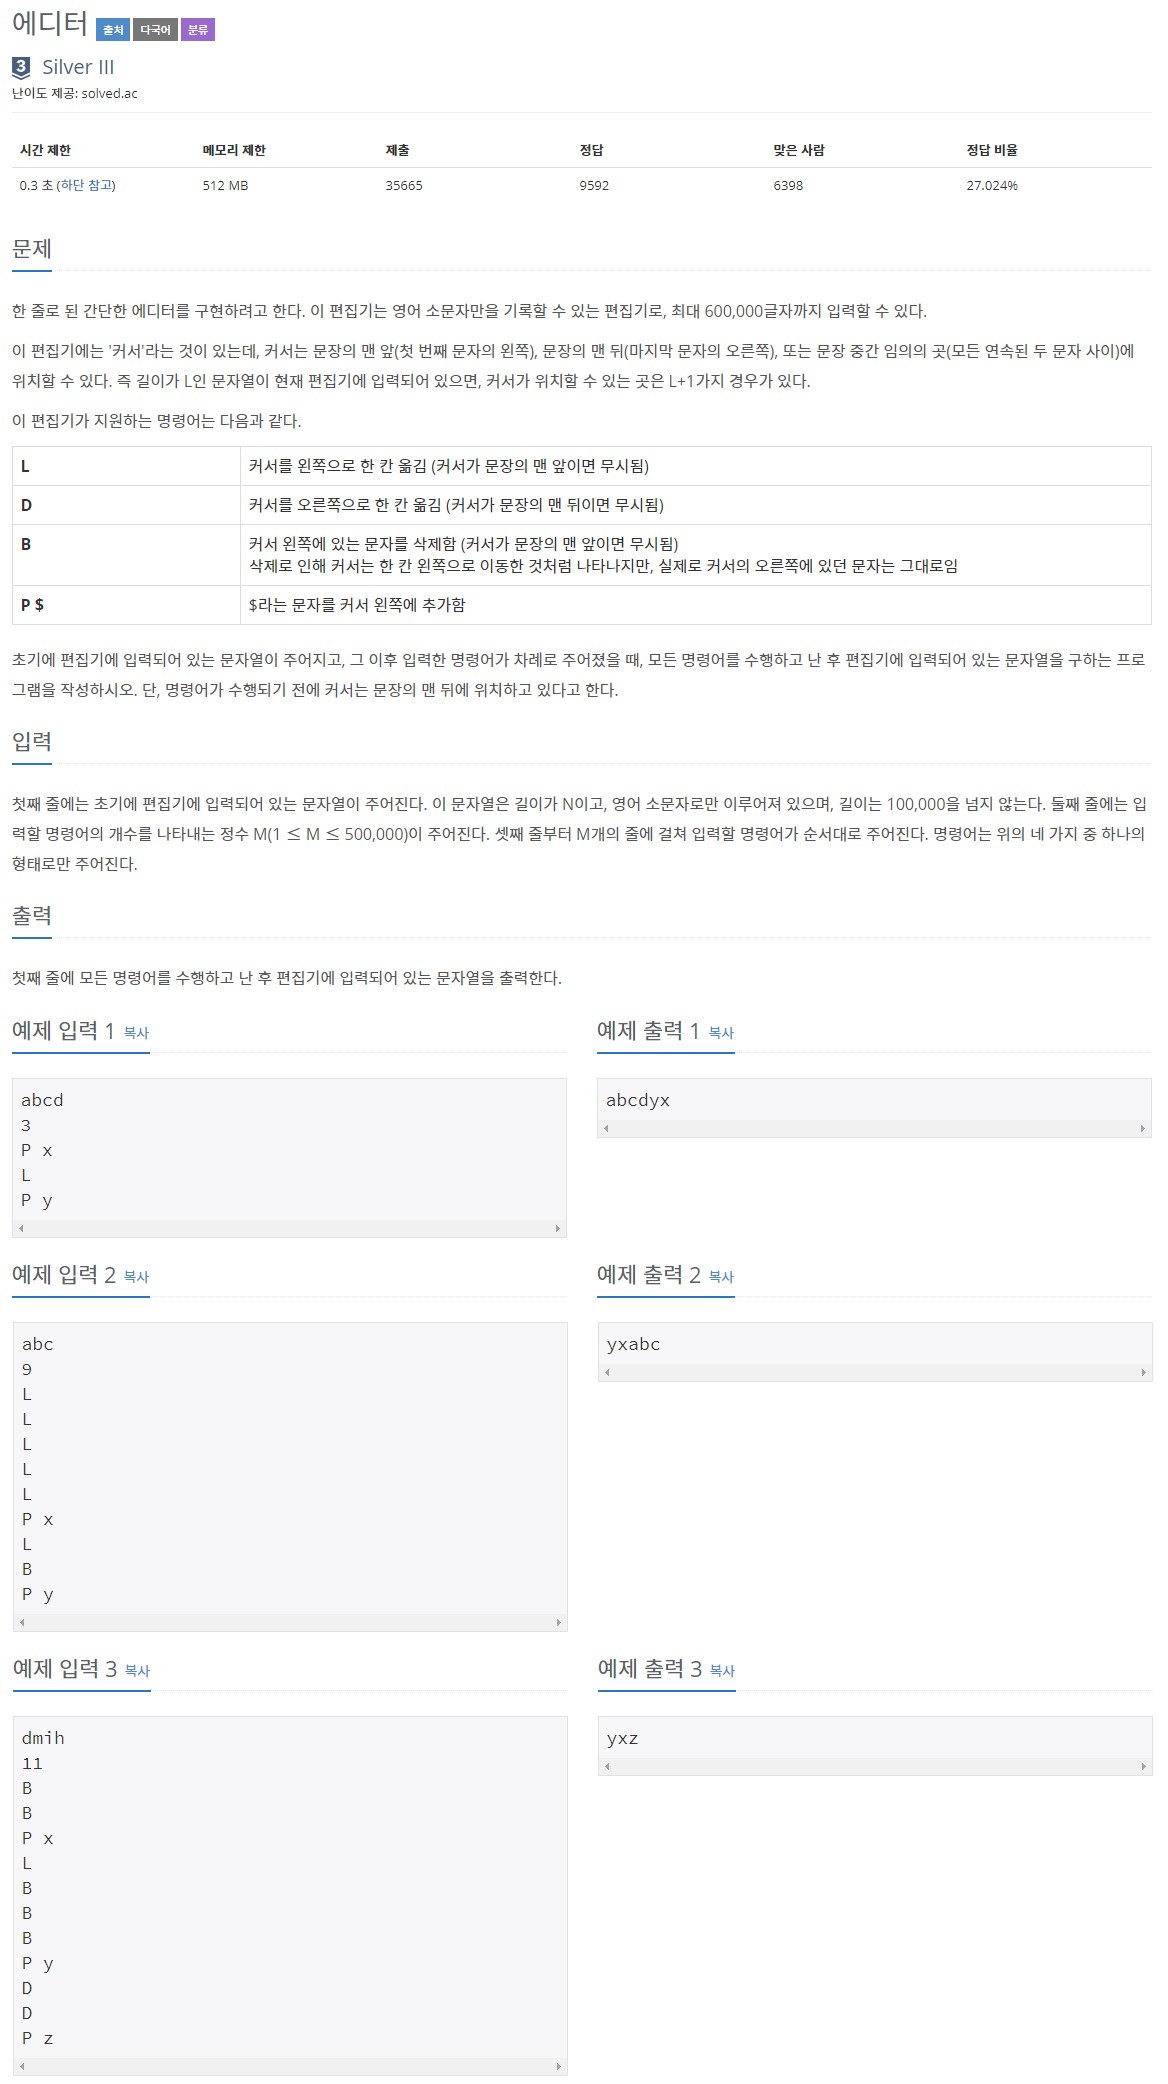 에디터 출처 다국어 분류
3 Silver III
난이도 제공: solved.ac
시간 제한 메모리 제한 제출 정답 맞은 사람 정답 비율
0.3 초 (하단 참고) 512 MB 35665 9592 6398 27.024%
문제
한 줄로 된 간단한 에디터를 구현하려고 한다. 이 편집기는 영어 소문자만을 기록할 수 있는 편집기로, 최대 600,000글자까지 입력할 수 있다.
이 편집기에는 '커서'라는 것이 있는데, 커서는 문장의 맨 앞(첫 번째 문자의 왼쪽), 문장의 맨 뒤(마지막 문자의 오른쪽), 또는 문장 중간 임의의 곳(모든 연속된 두 문자 사이)에
위치할 수 있다. 즉 길이가 L인 문자열이 현재 편집기에 입력되어 있으면, 커서가 위치할 수 있는 곳은 L+1가지 경우가 있다.
이 편집기가 지원하는 명령어는 다음과 같다.
L 커서를 왼쪽으로 한 칸 옮김 (커서가 문장의 맨 앞이면 무시됨)
D 커서를 오른쪽으로 한 칸 옮김 (커서가 문장의 맨 뒤이면 무시됨)
B 커서 왼쪽에 있는 문자를 삭제함 (커서가 문장의 맨 앞이면 무시됨)
삭제로 인해 커서는 한 칸 왼쪽으로 이동한 것처럼 나타나지만, 실제로 커서의 오른쪽에 있던 문자는 그대로임
P $ $라는 문자를 커서 왼쪽에 추가함
초기에 편집기에 입력되어 있는 문자열이 주어지고, 그 이후 입력한 명령어가 차례로 주어졌을 때, 모든 명령어를 수행하고 난 후 편집기에 입력되어 있는 문자열을 구하는 프로
그램을 작성하시오. 단, 명령어가 수행되기 전에 커서는 문장의 맨 뒤에 위치하고 있다고 한다.
입력
첫째 줄에는 초기에 편집기에 입력되어 있는 문자열이 주어진다. 이 문자열은 길이가 N이고, 영어 소문자로만 이루어져 있으며, 길이는 100,000을 넘지 않는다. 둘째 줄에는 입
력할 명령어의 개수를 나타내는 정수 M(1 ≤ M ≤ 500,000)이 주어진다. 셋째 줄부터 M개의 줄에 걸쳐 입력할 명령어가 순서대로 주어진다. 명령어는 위의 네 가지 중 하나의
형태로만 주어진다.
출력
첫째 줄에 모든 명령어를 수행하고 난 후 편집기에 입력되어 있는 문자열을 출력한다.
예제 입력 1 복사
abcd
3
P x
L
P y
예제 출력 1 복사
abcdyx
예제 입력 2 복사
abc
9
L
L
L
L
L
P x
L
B
P y
예제 출력 2 복사
yxabc
예제 입력 3 복사
dmih
11
B
B
P x
L
B
B
B
P y
D
D
P z
예제 출력 3 복사
yxz